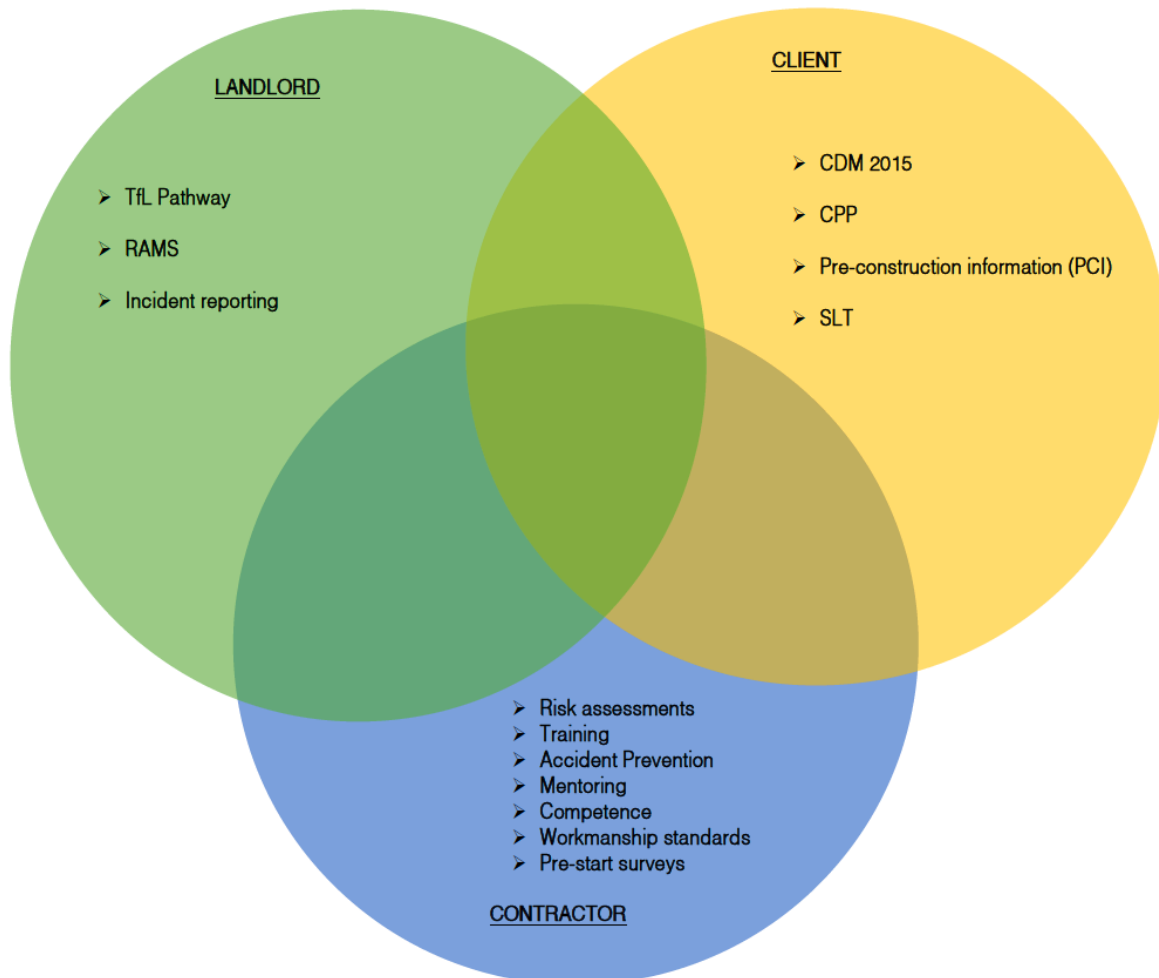 LANDLORD
➢ TfL Pathway
➢ RAMS
➢ Incident reporting
CLIENT
➢ CDM 2015
➢ CPP
➢ Pre-construction information (PCI)
➢ SLT
➢ Risk assessments
➢ Training
➢ Accident Prevention
➢ Mentoring
➢ Competence
➢ Workmanship standards
➢ Pre-start surveys
CONTRACTOR